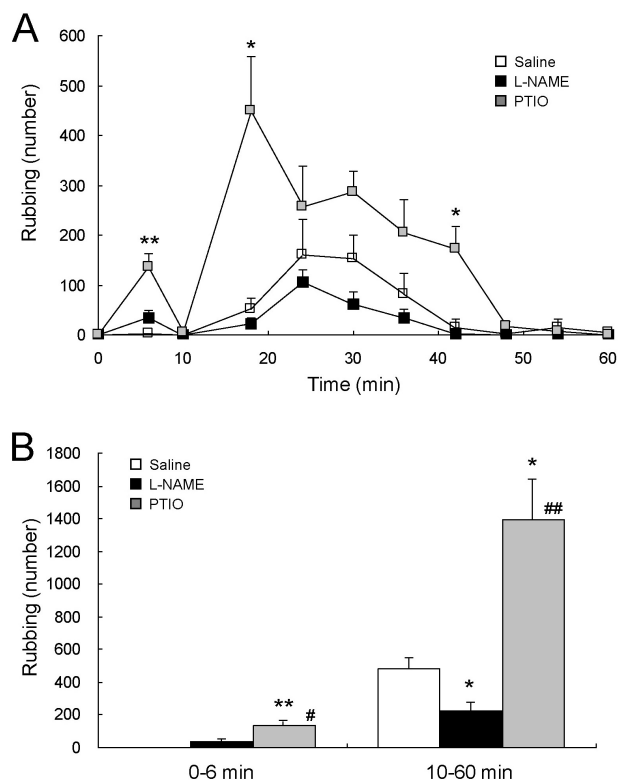 A
600
500
400
300
200
100
0
Rubbing (number)
*
**
*
Saline
L-NAME
PTIO
0 10 20 30 40 50 60
Time (min)
B
1800
1600
1400
1200
1000
800
600
400
200
0
Rubbing (number)
Saline
L-NAME
PTIO
** #
*
* ##
0-6 min 10-60 min